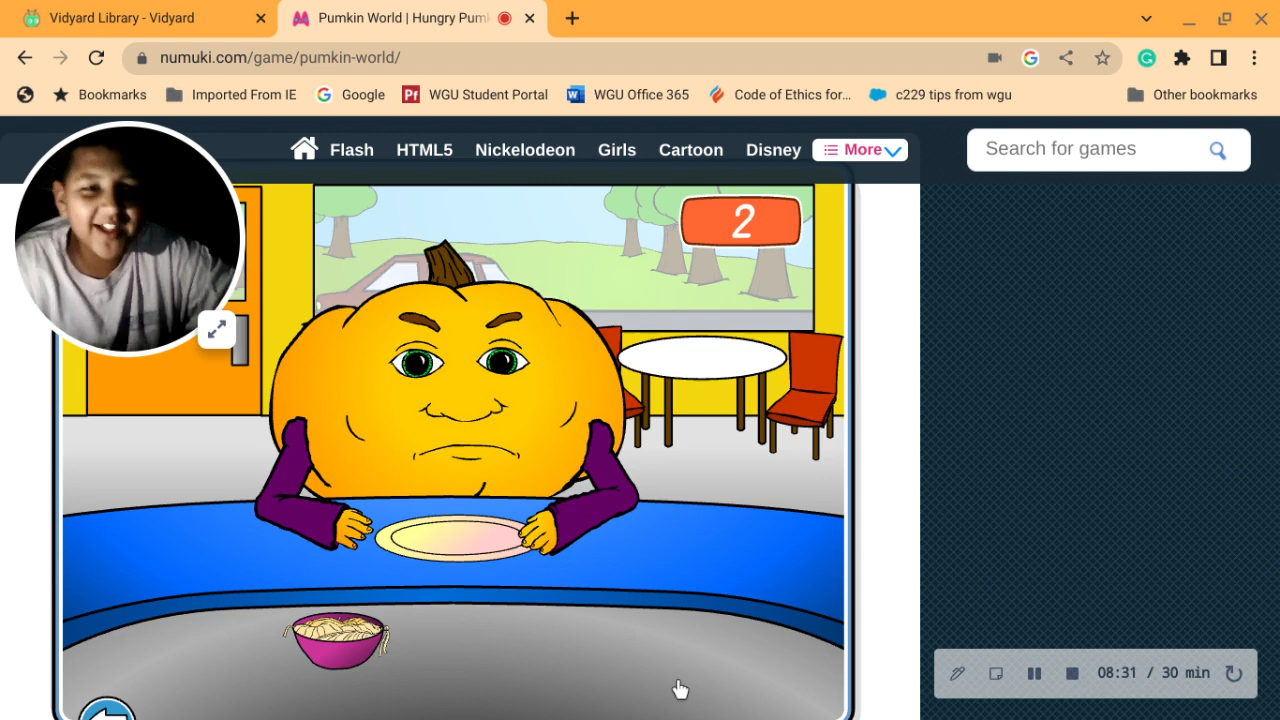 Vidyard Library - Vidyard
Pumkin World | Hungry Pum
numuki.com/game/pumkin-world/
Bookmarks Imported From IE Google WGU Student Portal WGU Office 365 Code of Ethics for... c229 tips from wgu Other bookmarks
Flash HTML5 Nickelodeon Girls Cartoon Disney More Search for games
2
08:31 / 30 min